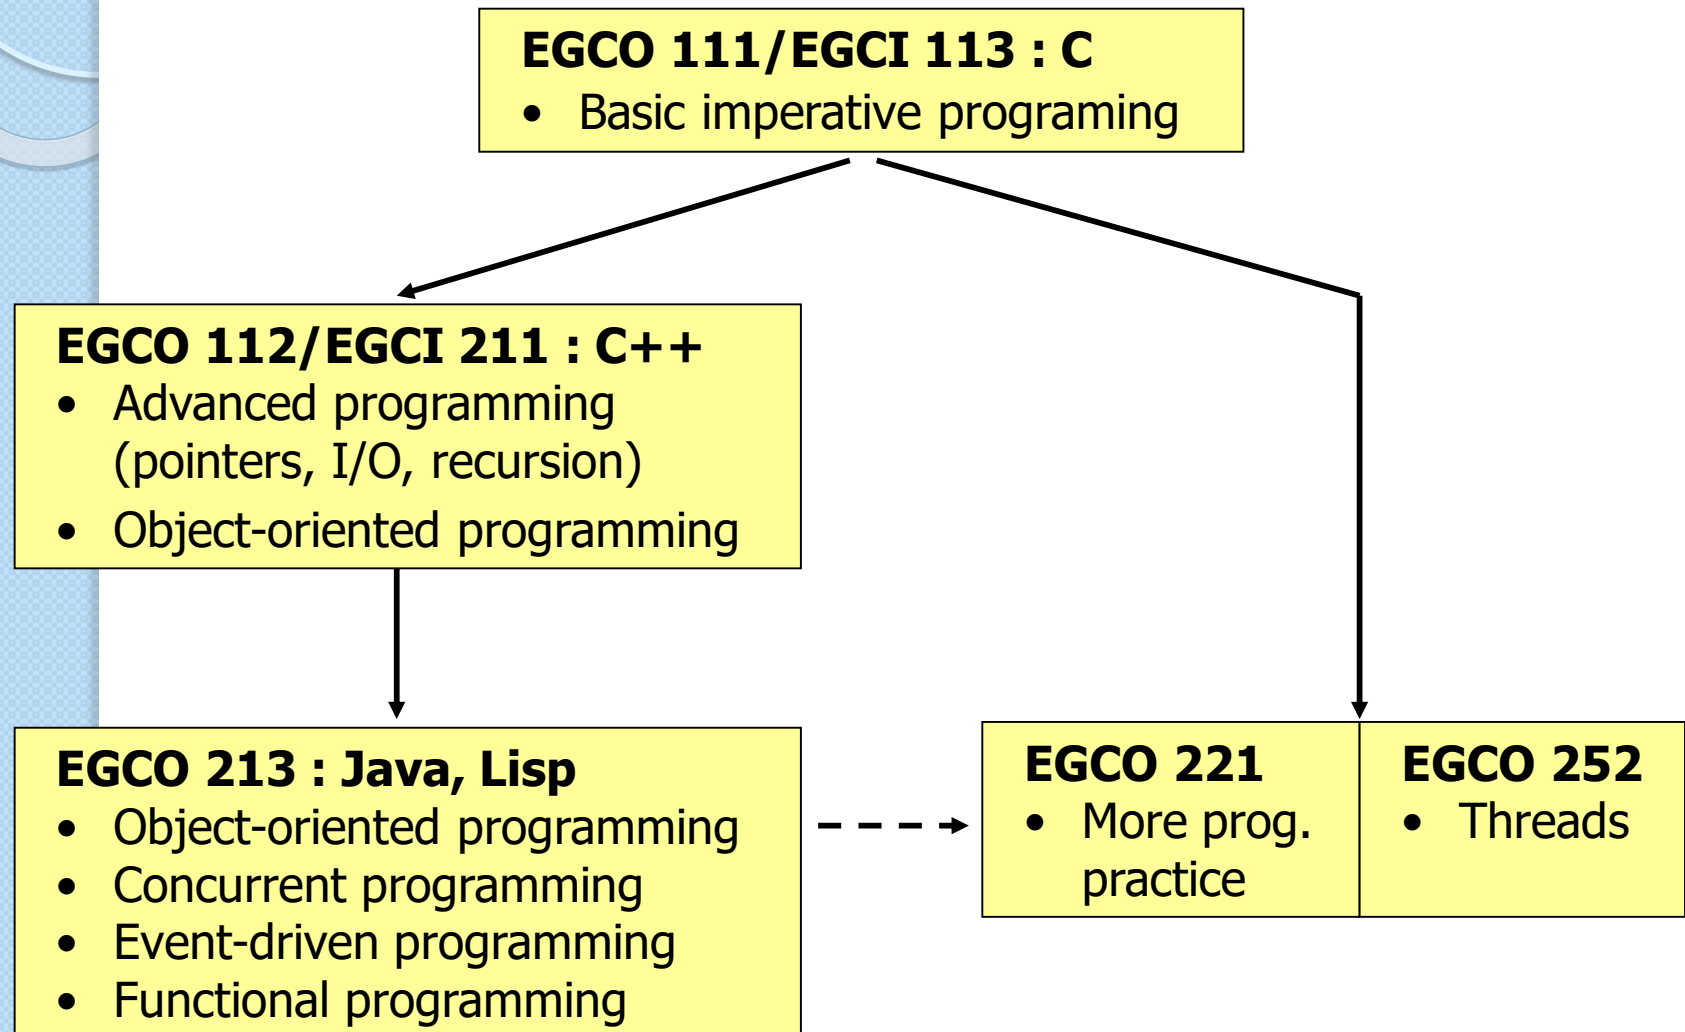 EGCO 111/EGCI 113 : C
• Basic imperative programing
EGCO 112/EGCI 211 : C++
• Advanced programming
(pointers, I/O, recursion)
• Object-oriented programming
EGCO 213 : Java, Lisp
• Object-oriented programming
• Concurrent programming
• Event-driven programming
• Functional programming
EGCO 221
• More prog.
practice
EGCO 252
• Threads